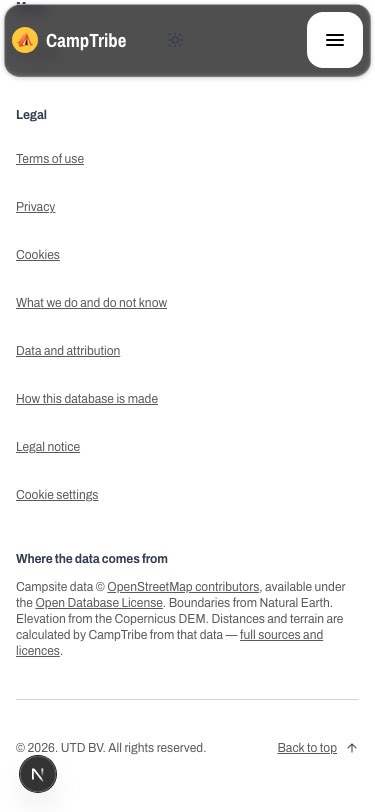 CampTribe
Legal
Terms of use
Privacy
Cookies
What we do and do not know
Data and attribution
How this database is made
Legal notice
Cookie settings
Where the data comes from
Campsite data © OpenStreetMap contributors, available under
the Open Database License. Boundaries from Natural Earth.
Elevation from the Copernicus DEM. Distances and terrain are
calculated by CampTribe from that data — full sources and
licences.
© 2026. UTD BV. All rights reserved.
Back to top
N